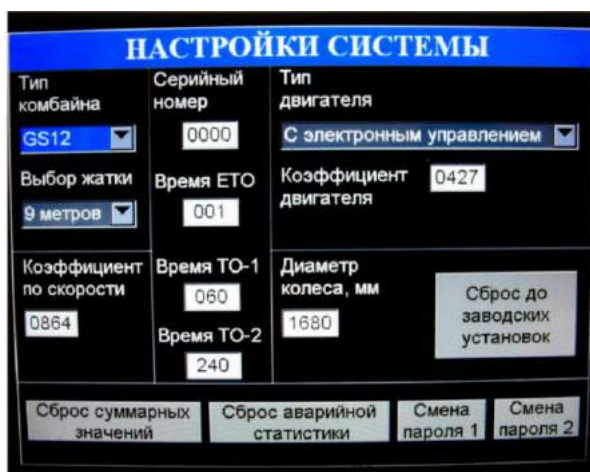 НАСТРОЙКИ СИСТЕМЫ
Тип
комбайна
GS12
Серийный
номер
0000
Тип
двигателя
С электронным управлением
Выбор жатки
9 метров
Время ЕТО
001
Коэффициент
двигателя
0427
Коэффициент
по скорости
0864
Время ТО-1
060
Время ТО-2
240
Диаметр
колеса, мм
1680
Сброс до
заводских
установок
Сброс суммарных
значений
Сброс аварийной
статистики
Смена
пароля 1
Смена
пароля 2